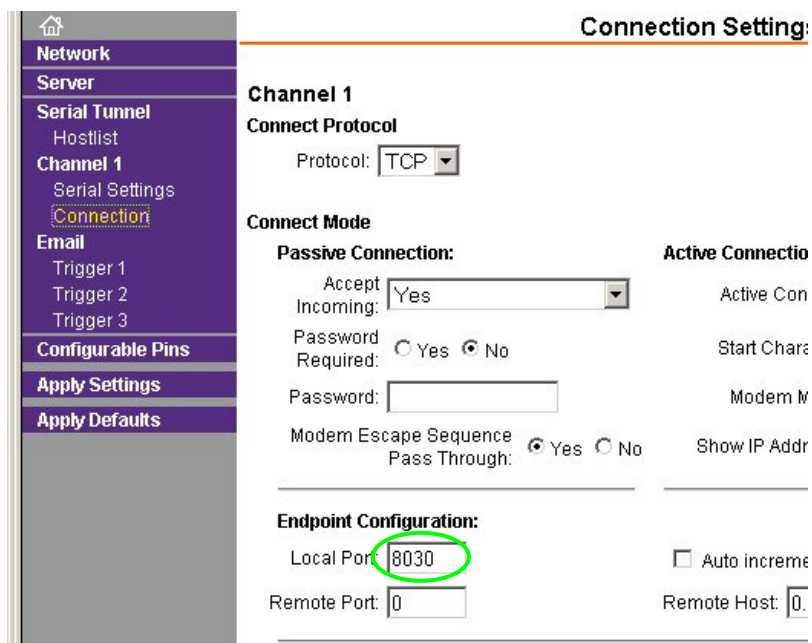 Connection Settings
Network
Server
Serial Tunnel
Hostlist
Channel 1
Serial Settings
Connection
Email
Trigger 1
Trigger 2
Trigger 3
Configurable Pins
Apply Settings
Apply Defaults
Channel 1
Connect Protocol
Protocol: TCP
Connect Mode
Passive Connection:
Accept
Incoming: Yes
Password
Required: Yes No
Password:
Modem Escape Sequence
Pass Through: Yes No
Active Connectio
Active Con
Start Chara
Modem M
Show IP Addr
Endpoint Configuration:
Local Port: 8030
Auto increme
Remote Port: 0
Remote Host: 0.